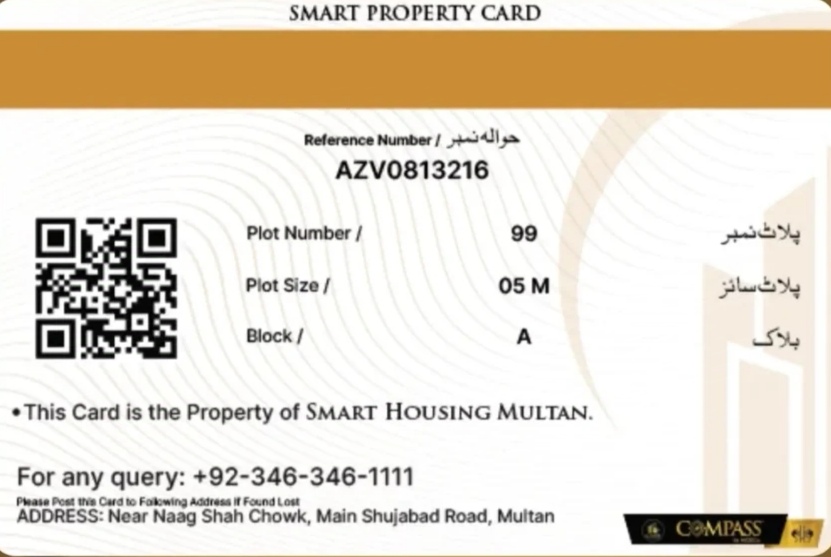 SMART PROPERTY CARD
Reference Number / حوالہ نمبر
AZV0813216
Plot Number / 99 پلاٹ نمبر
Plot Size / 05 M پلاٹ سائز
Block / A بلاک
•This Card is the Property of SMART HOUSING MULTAN.
For any query: +92-346-346-1111
Please Post this Card to Following Address if Found Lost
ADDRESS: Near Naag Shah Chowk, Main Shujabad Road, Multan
COMPASS